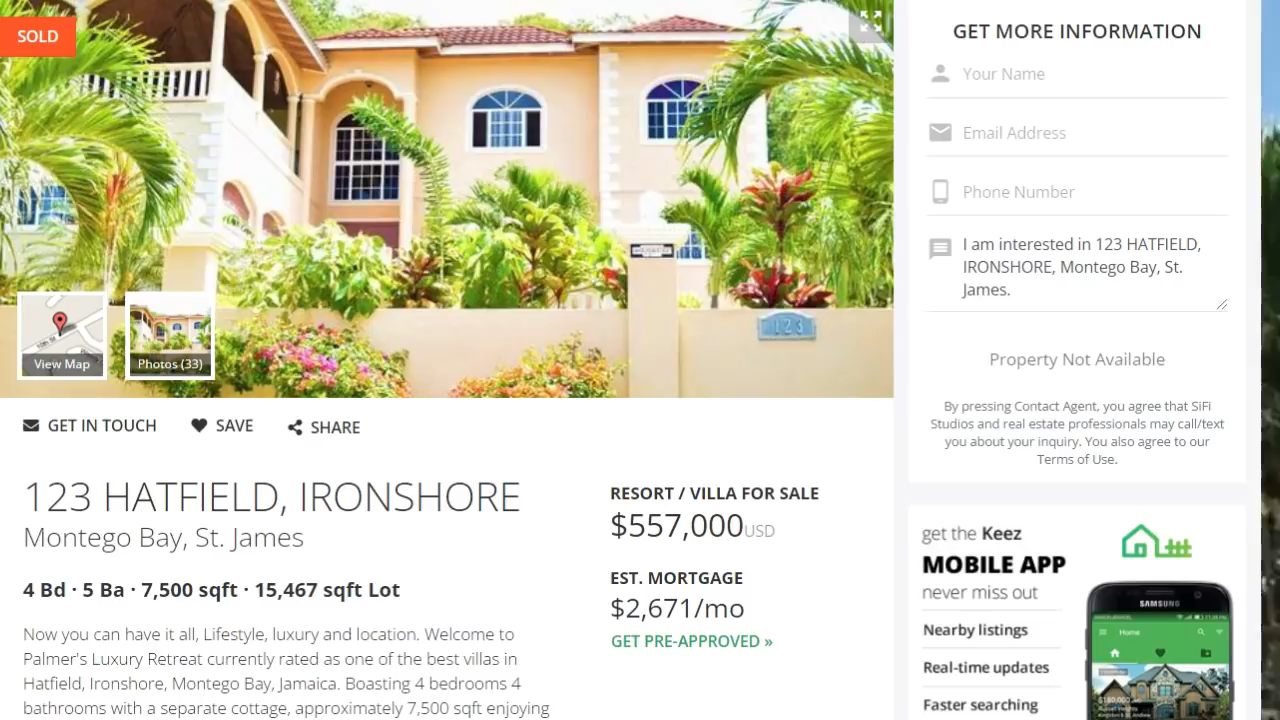 SOLD
123
View Map
Photos (33)
GET IN TOUCH
SAVE
SHARE
123 HATFIELD, IRONSHORE
Montego Bay, St. James
4 Bd · 5 Ba · 7,500 sqft · 15,467 sqft Lot
Now you can have it all, Lifestyle, luxury and location. Welcome to
Palmer's Luxury Retreat currently rated as one of the best villas in
Hatfield, Ironshore, Montego Bay, Jamaica. Boasting 4 bedrooms 4
bathrooms with a separate cottage, approximately 7,500 sqft enjoying
RESORT / VILLA FOR SALE
$557,000USD
EST. MORTGAGE
$2,671/mo
GET PRE-APPROVED »
GET MORE INFORMATION
Your Name
Email Address
Phone Number
I am interested in 123 HATFIELD,
IRONSHORE, Montego Bay, St.
James.
Property Not Available
By pressing Contact Agent, you agree that SiFi
Studios and real estate professionals may call/text
you about your inquiry. You also agree to our
Terms of Use.
get the Keez
MOBILE APP
never miss out
Nearby listings
Real-time updates
Faster searching
SAMSUNG
Home